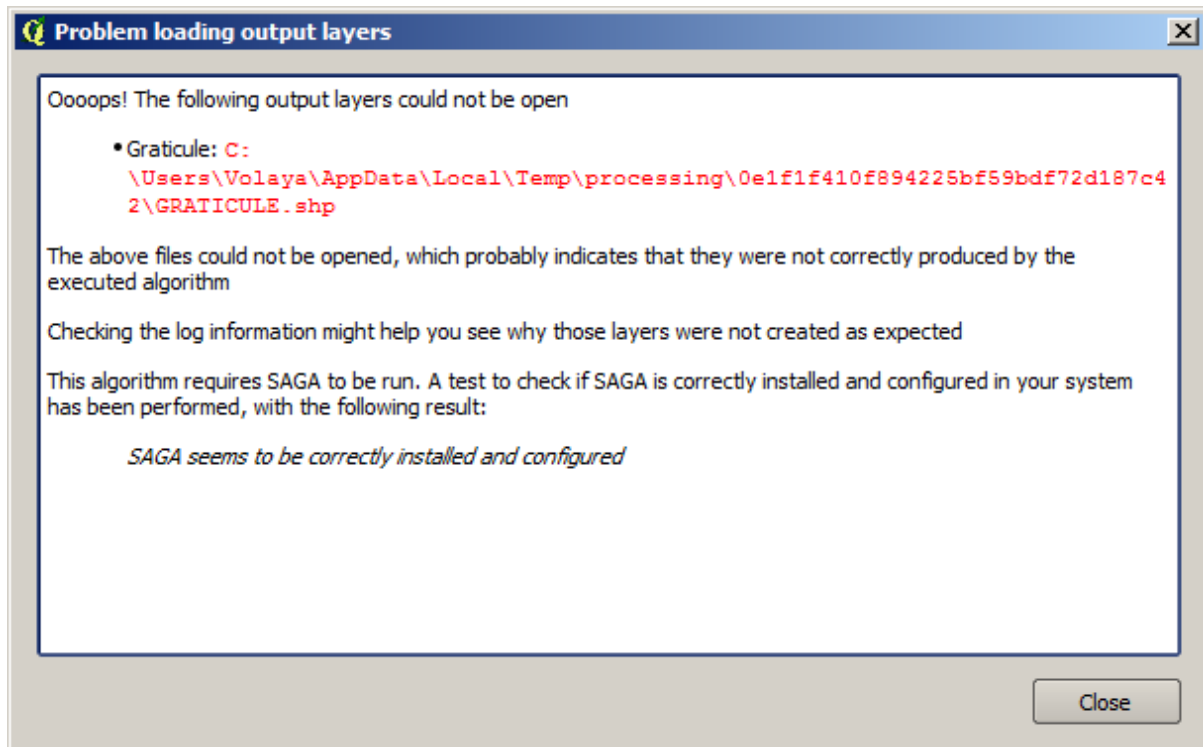 Problem loading output layers
Oooops! The following output layers could not be open
• Graticule: C:
\Users\Volaya\AppData\Local\Temp\processing\0e1f1f410f894225bf59bdf72d187c4
2\GRATICULE.shp
The above files could not be opened, which probably indicates that they were not correctly produced by the
executed algorithm
Checking the log information might help you see why those layers were not created as expected
This algorithm requires SAGA to be run. A test to check if SAGA is correctly installed and configured in your system
has been performed, with the following result:
SAGA seems to be correctly installed and configured
Close